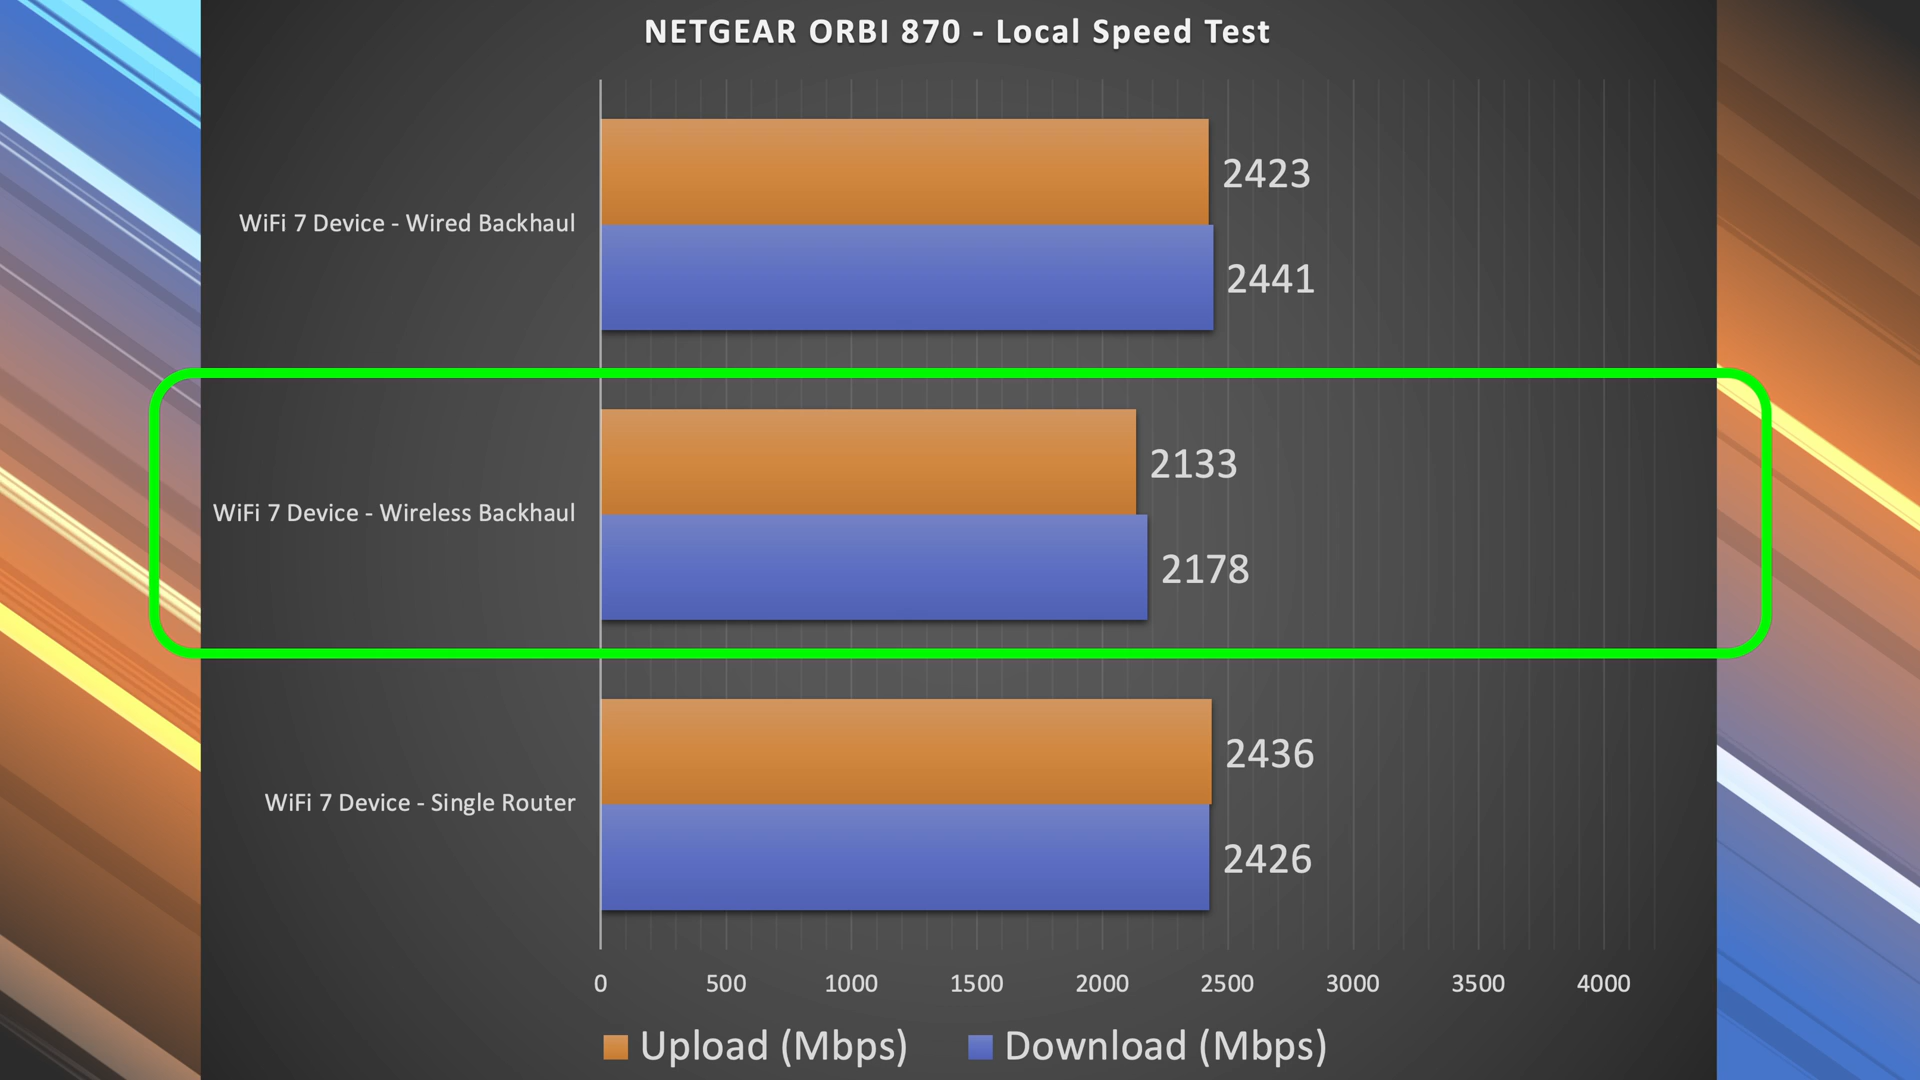 NETGEAR ORBI 870 - Local Speed Test
WiFi 7 Device - Wired Backhaul
2423
2441
WiFi 7 Device - Wireless Backhaul
2133
2178
WiFi 7 Device - Single Router
2436
2426
0 500 1000 1500 2000 2500 3000 3500 4000
Upload (Mbps) Download (Mbps)